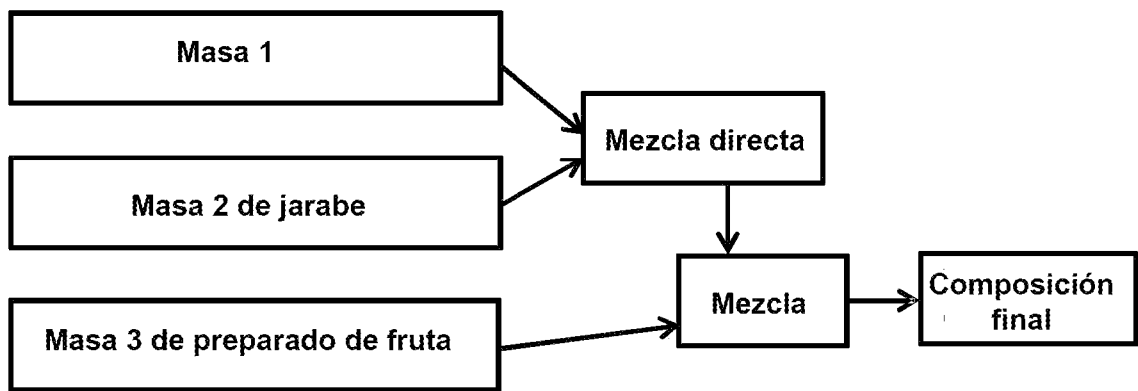 Masa 1
Mezcla directa
Masa 2 de jarabe
Mezcla
Composición
final
Masa 3 de preparado de fruta